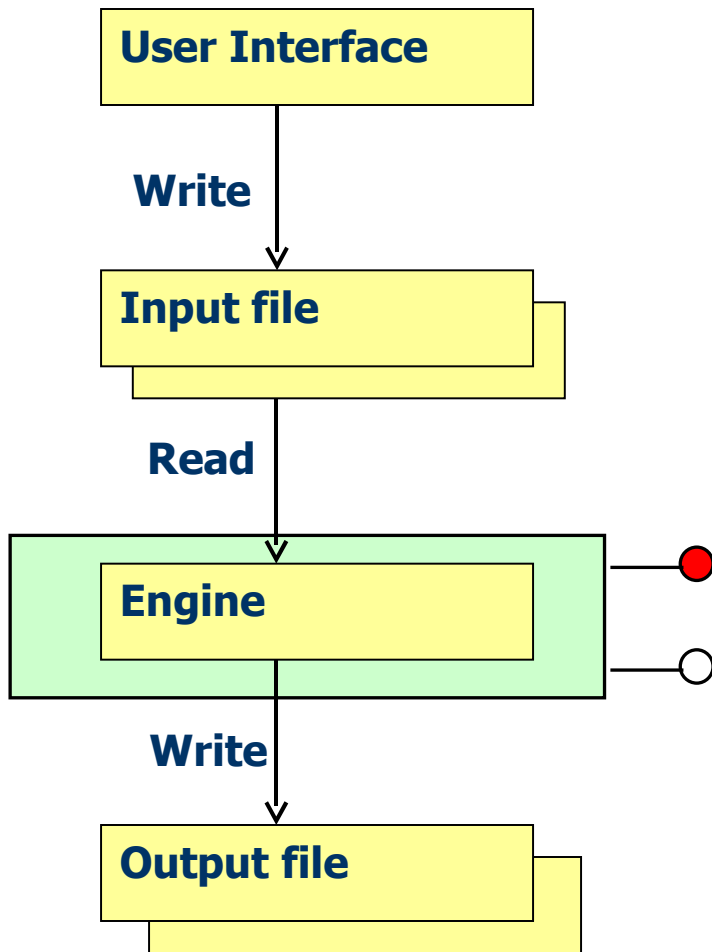 User Interface
Write
Input file
Read
Engine
Write
Output file